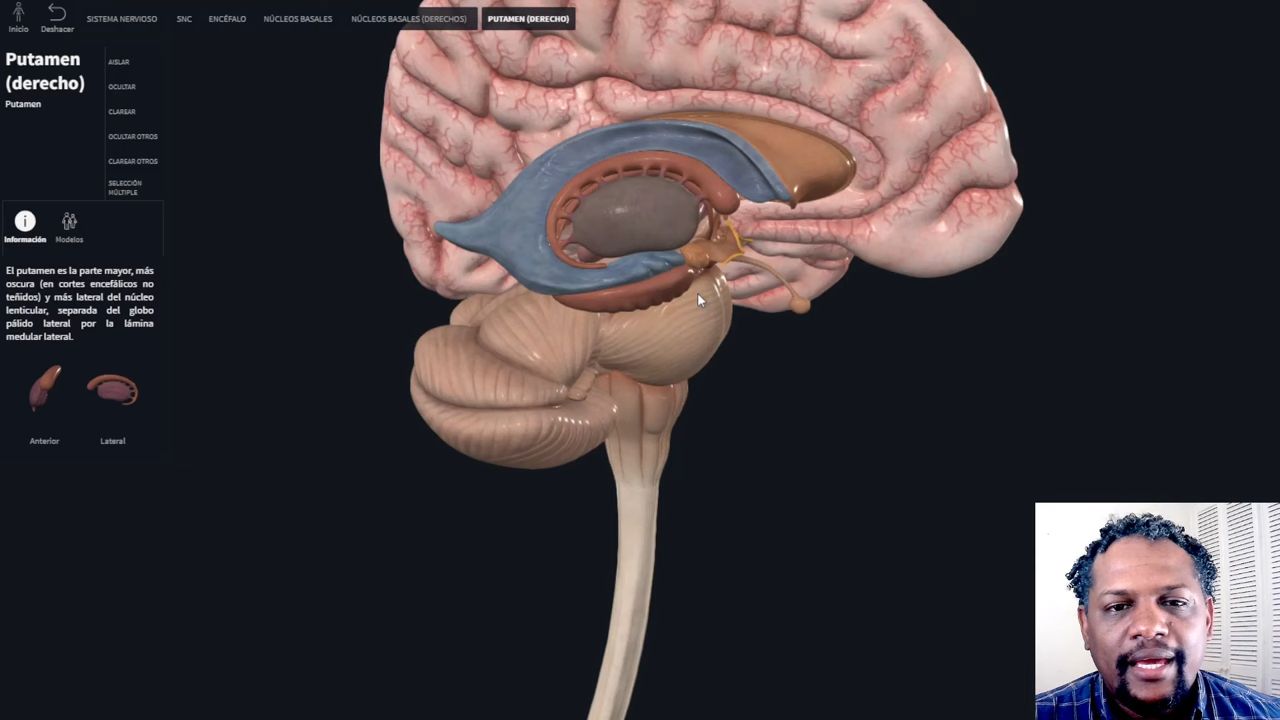 Inicio
Deshacer
SISTEMA NERVIOSO
SNC
ENCÉFALO
NÚCLEOS BASALES
NÚCLEOS BASALES (DERECHOS)
PUTAMEN (DERECHO)
Putamen
(derecho)
Putamen
AISLAR
OCULTAR
CLAREAR
OCULTAR OTROS
CLAREAR OTROS
SELECCIÓN
MÚLTIPLE
Información
Modelos
El putamen es la parte mayor, más
oscura (en cortes encefálicos no
teñidos) y más lateral del núcleo
lenticular, separada del globo
pálido lateral por la lámina
medular lateral.
Anterior
Lateral